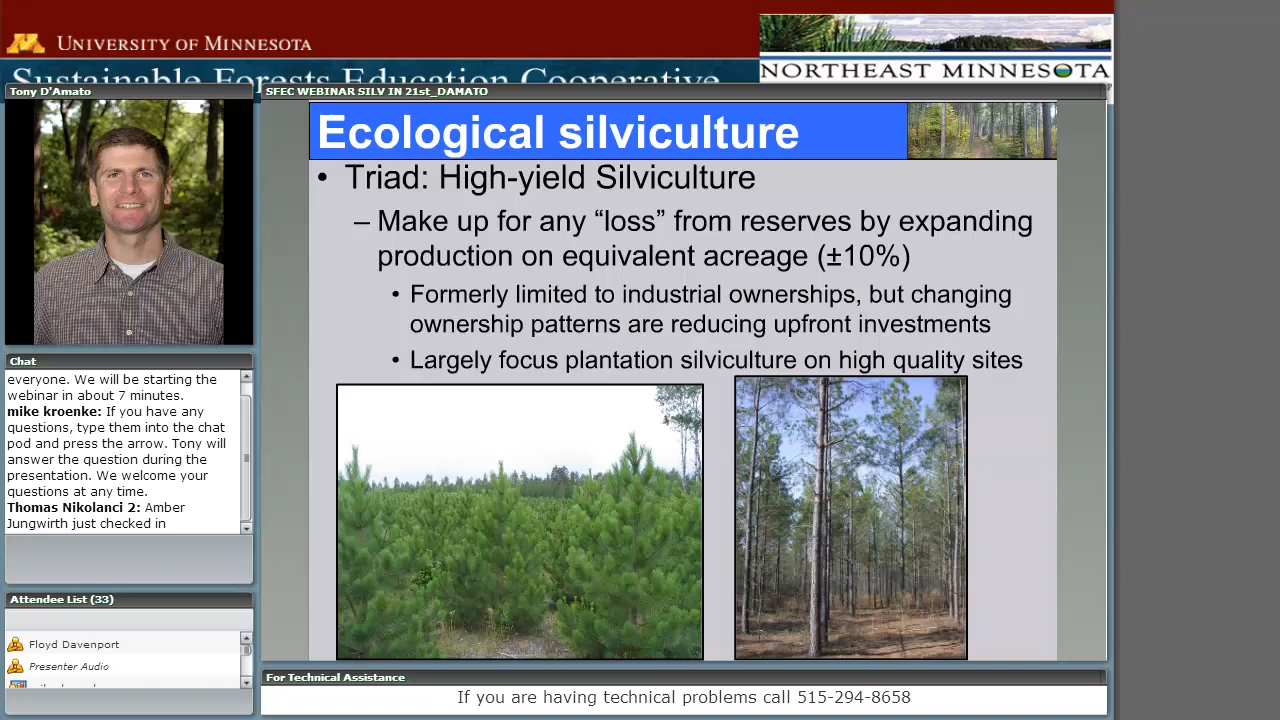 UNIVERSITY OF MINNESOTA
Sustainable Forests Education Cooperative
NORTHEAST MINNESOTA
Tony D'Amato
SFEC WEBINAR SILV IN 21st_DAMATO
Ecological silviculture
• Triad: High-yield Silviculture
– Make up for any “loss” from reserves by expanding
production on equivalent acreage (±10%)
• Formerly limited to industrial ownerships, but changing
ownership patterns are reducing upfront investments
• Largely focus plantation silviculture on high quality sites
Chat
everyone. We will be starting the
webinar in about 7 minutes.
mike kroenke: If you have any
questions, type them into the chat
pod and press the arrow. Tony will
answer the question during the
presentation. We welcome your
questions at any time.
Thomas Nikolanci 2: Amber
Jungwirth just checked in
Attendee List (33)
Floyd Davenport
Presenter Audio
For Technical Assistance
If you are having technical problems call 515-294-8658